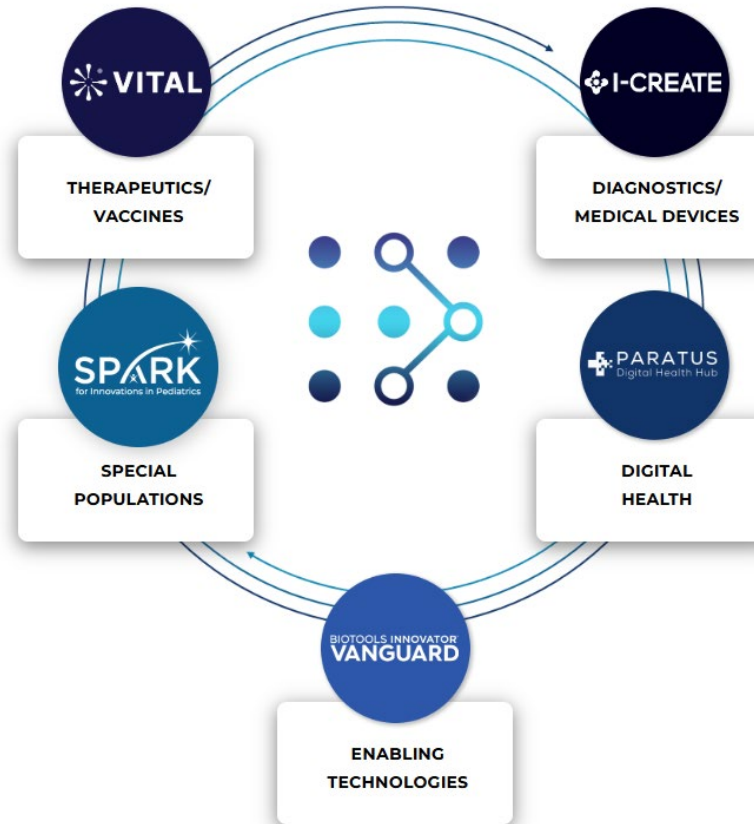 VITAL
THERAPEUTICS/
VACCINES
I-CREATE
DIAGNOSTICS/
MEDICAL DEVICES
SPARK
for Innovations in Pediatrics
SPECIAL
POPULATIONS
PARATUS
Digital Health Hub
DIGITAL
HEALTH
BIOTOOLS INNOVATOR
VANGUARD
ENABLING
TECHNOLOGIES